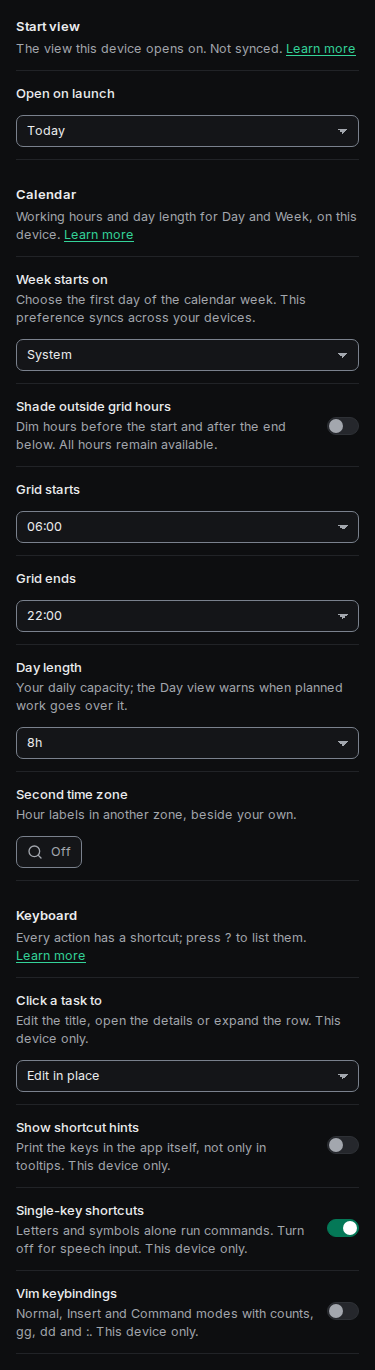 Start view
The view this device opens on. Not synced. Learn more
Open on launch
Today
Calendar
Working hours and day length for Day and Week, on this
device. Learn more
Week starts on
Choose the first day of the calendar week. This
preference syncs across your devices.
System
Shade outside grid hours
Dim hours before the start and after the end
below. All hours remain available.
Grid starts
06:00
Grid ends
22:00
Day length
Your daily capacity; the Day view warns when planned
work goes over it.
8h
Second time zone
Hour labels in another zone, beside your own.
Off
Keyboard
Every action has a shortcut; press ? to list them.
Learn more
Click a task to
Edit the title, open the details or expand the row. This
device only.
Edit in place
Show shortcut hints
Print the keys in the app itself, not only in
tooltips. This device only.
Single-key shortcuts
Letters and symbols alone run commands. Turn
off for speech input. This device only.
Vim keybindings
Normal, Insert and Command modes with counts,
gg, dd and :. This device only.